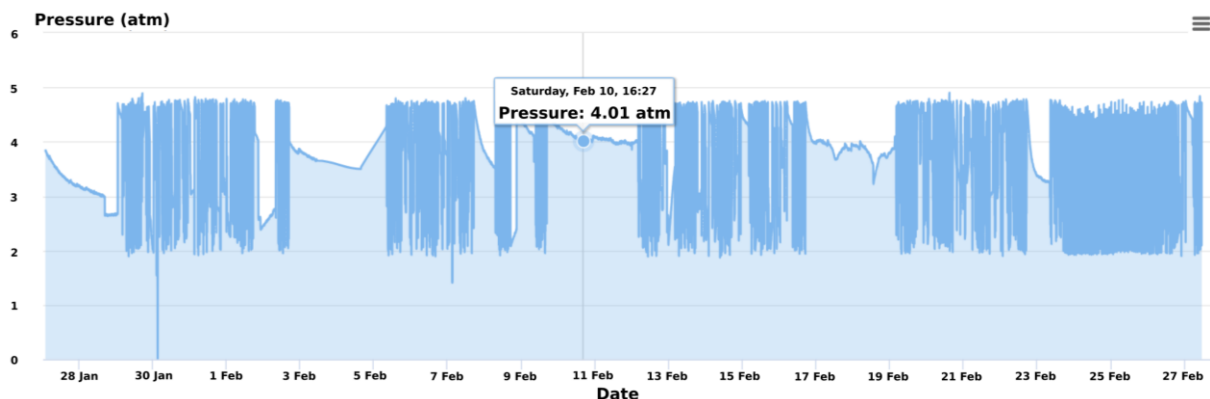 Pressure (atm)
6
5
4
3
2
1
0
Saturday, Feb 10, 16:27
Pressure: 4.01 atm
28 Jan 30 Jan 1 Feb 3 Feb 5 Feb 7 Feb 9 Feb 11 Feb 13 Feb 15 Feb 17 Feb 19 Feb 21 Feb 23 Feb 25 Feb 27 Feb
Date